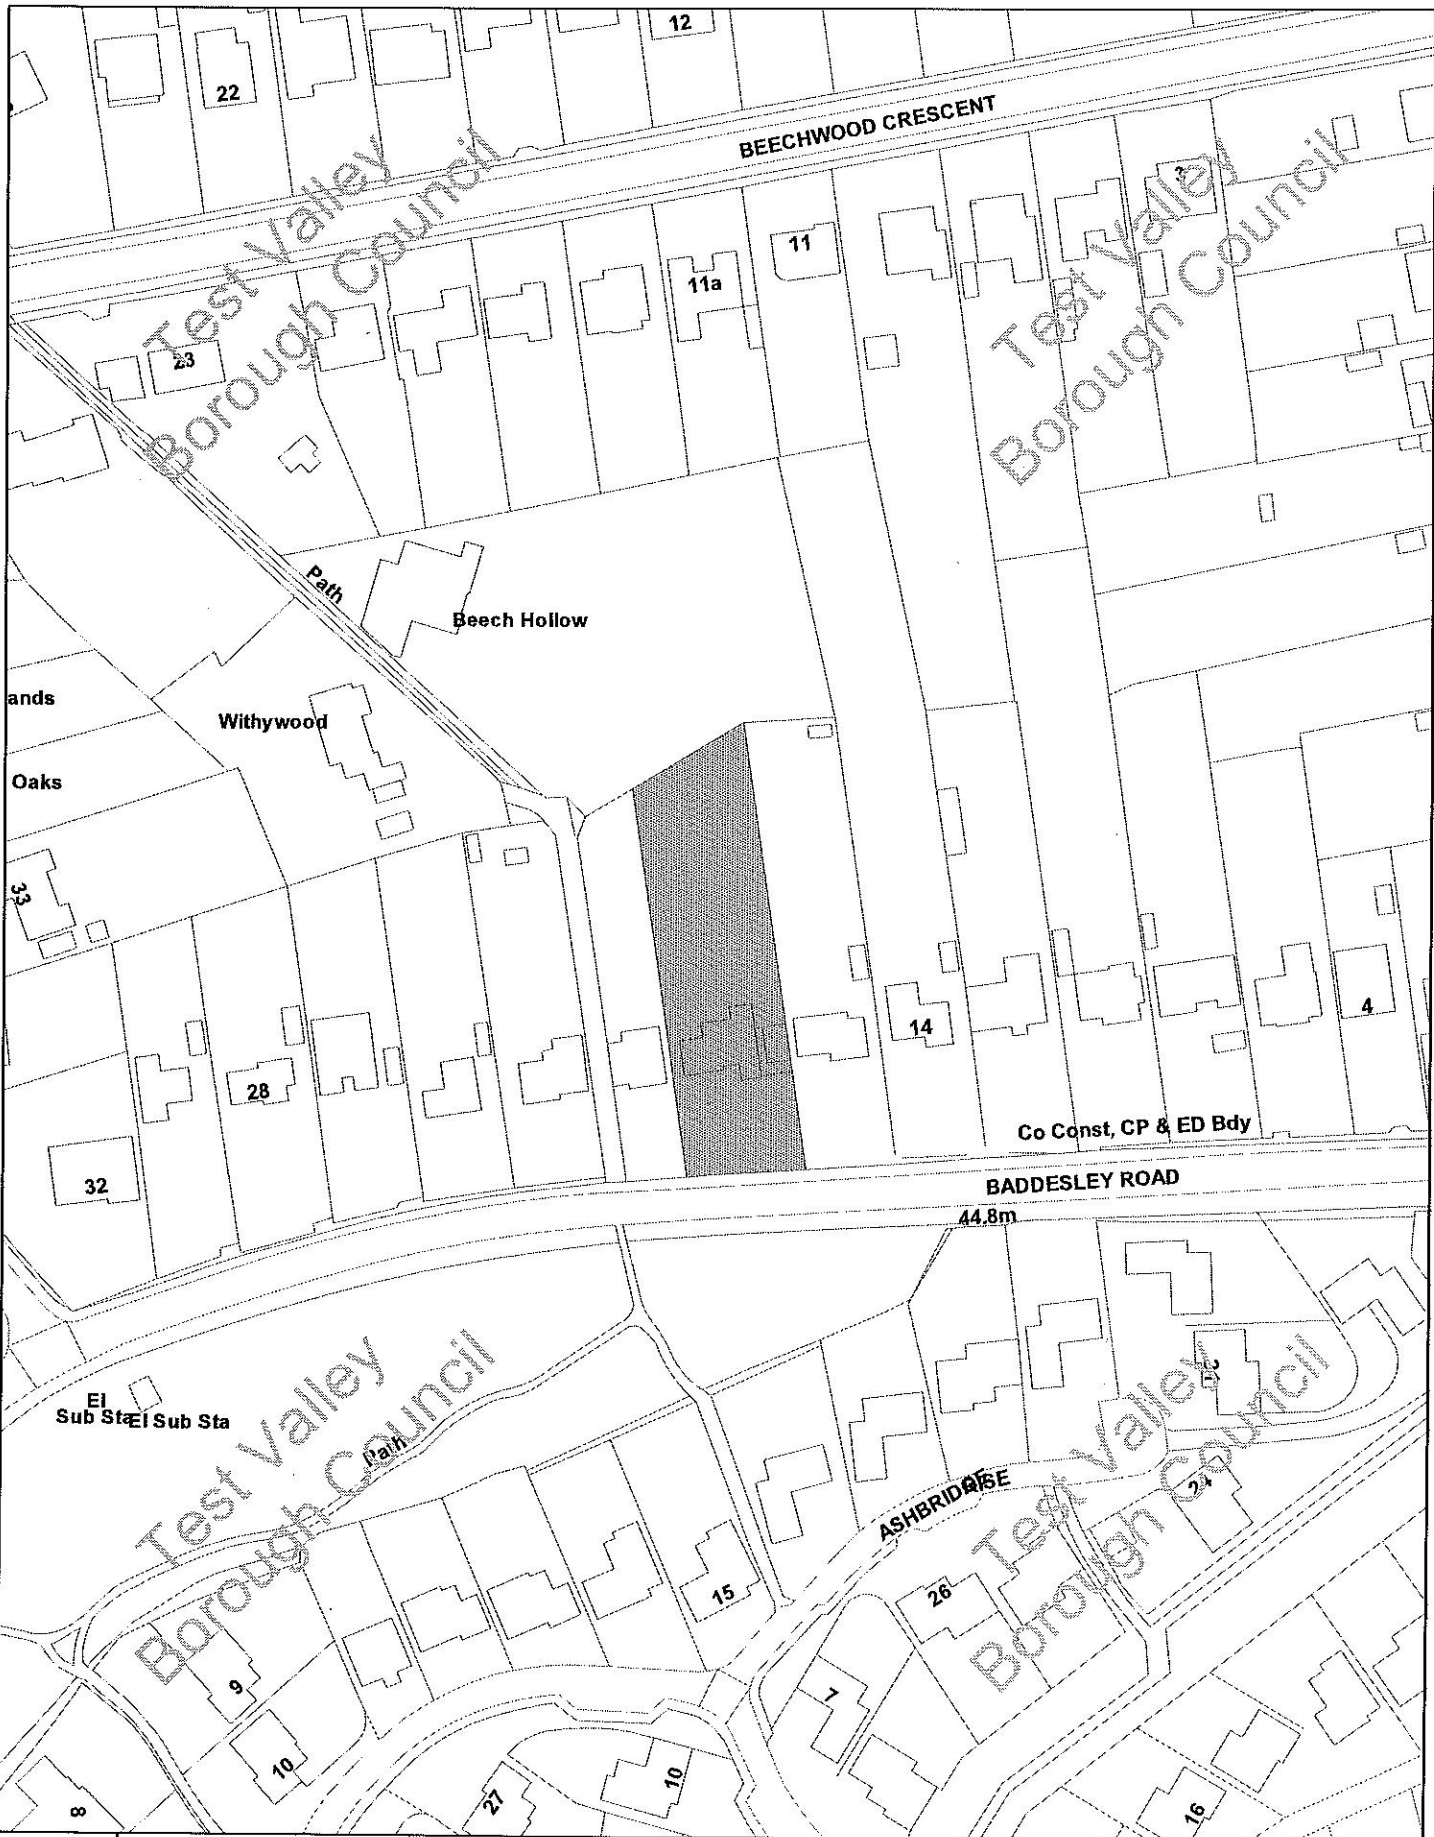 12
22
BEECHWOOD CRESCENT
Test Valley
Borough Council
Test Valley
Borough Council
11
11a
23
Path
Beech Hollow
ands
Withywood
Oaks
33
14
4
28
Co Const, CP & ED Bdy
32
BADDESLEY ROAD
44.8m
El
Sub Sta
El Sub Sta
Test Valley
Borough Council
Test Valley
Borough Council
Path
ASHBRIDGE
RISE
24
15
26
9
7
10
10
27
8
16